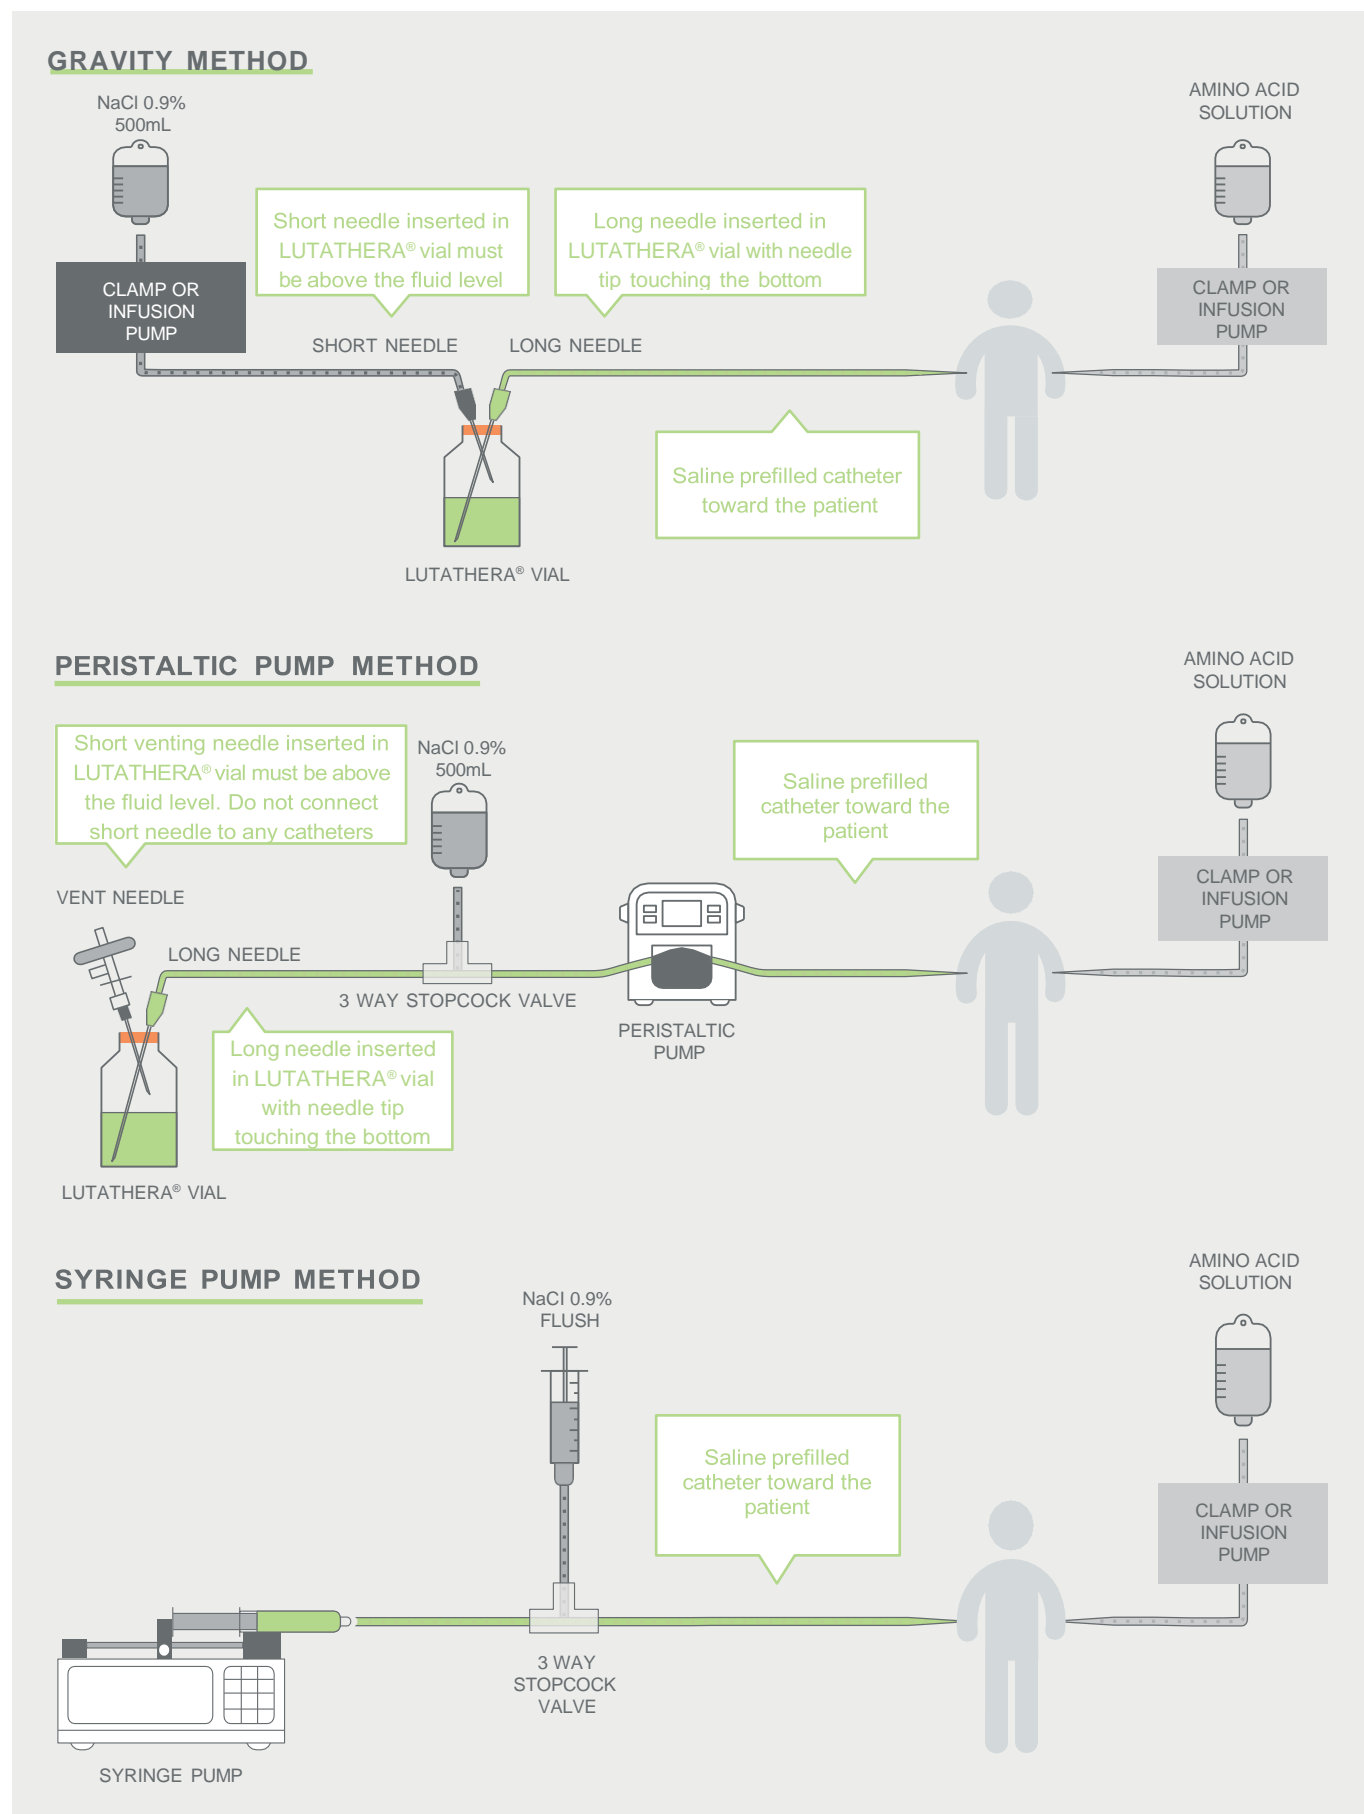 GRAVITY METHOD
NaCl 0.9%
500mL
AMINO ACID
SOLUTION
Short needle inserted in
LUTATHERA® vial must
be above the fluid level
Long needle inserted in
LUTATHERA® vial with needle
tip touching the bottom
CLAMP OR
INFUSION
PUMP
CLAMP OR
INFUSION
PUMP
SHORT NEEDLE
LONG NEEDLE
Saline prefilled catheter
toward the patient
LUTATHERA® VIAL
PERISTALTIC PUMP METHOD
AMINO ACID
SOLUTION
Short venting needle inserted in
LUTATHERA® vial must be above
the fluid level. Do not connect
short needle to any catheters
NaCl 0.9%
500mL
Saline prefilled
catheter toward the
patient
CLAMP OR
INFUSION
PUMP
VENT NEEDLE
LONG NEEDLE
3 WAY STOPCOCK VALVE
PERISTALTIC
PUMP
Long needle inserted
in LUTATHERA® vial
with needle tip
touching the bottom
LUTATHERA® VIAL
SYRINGE PUMP METHOD
NaCl 0.9%
FLUSH
AMINO ACID
SOLUTION
Saline prefilled
catheter toward the
patient
CLAMP OR
INFUSION
PUMP
3 WAY
STOPCOCK
VALVE
SYRINGE PUMP